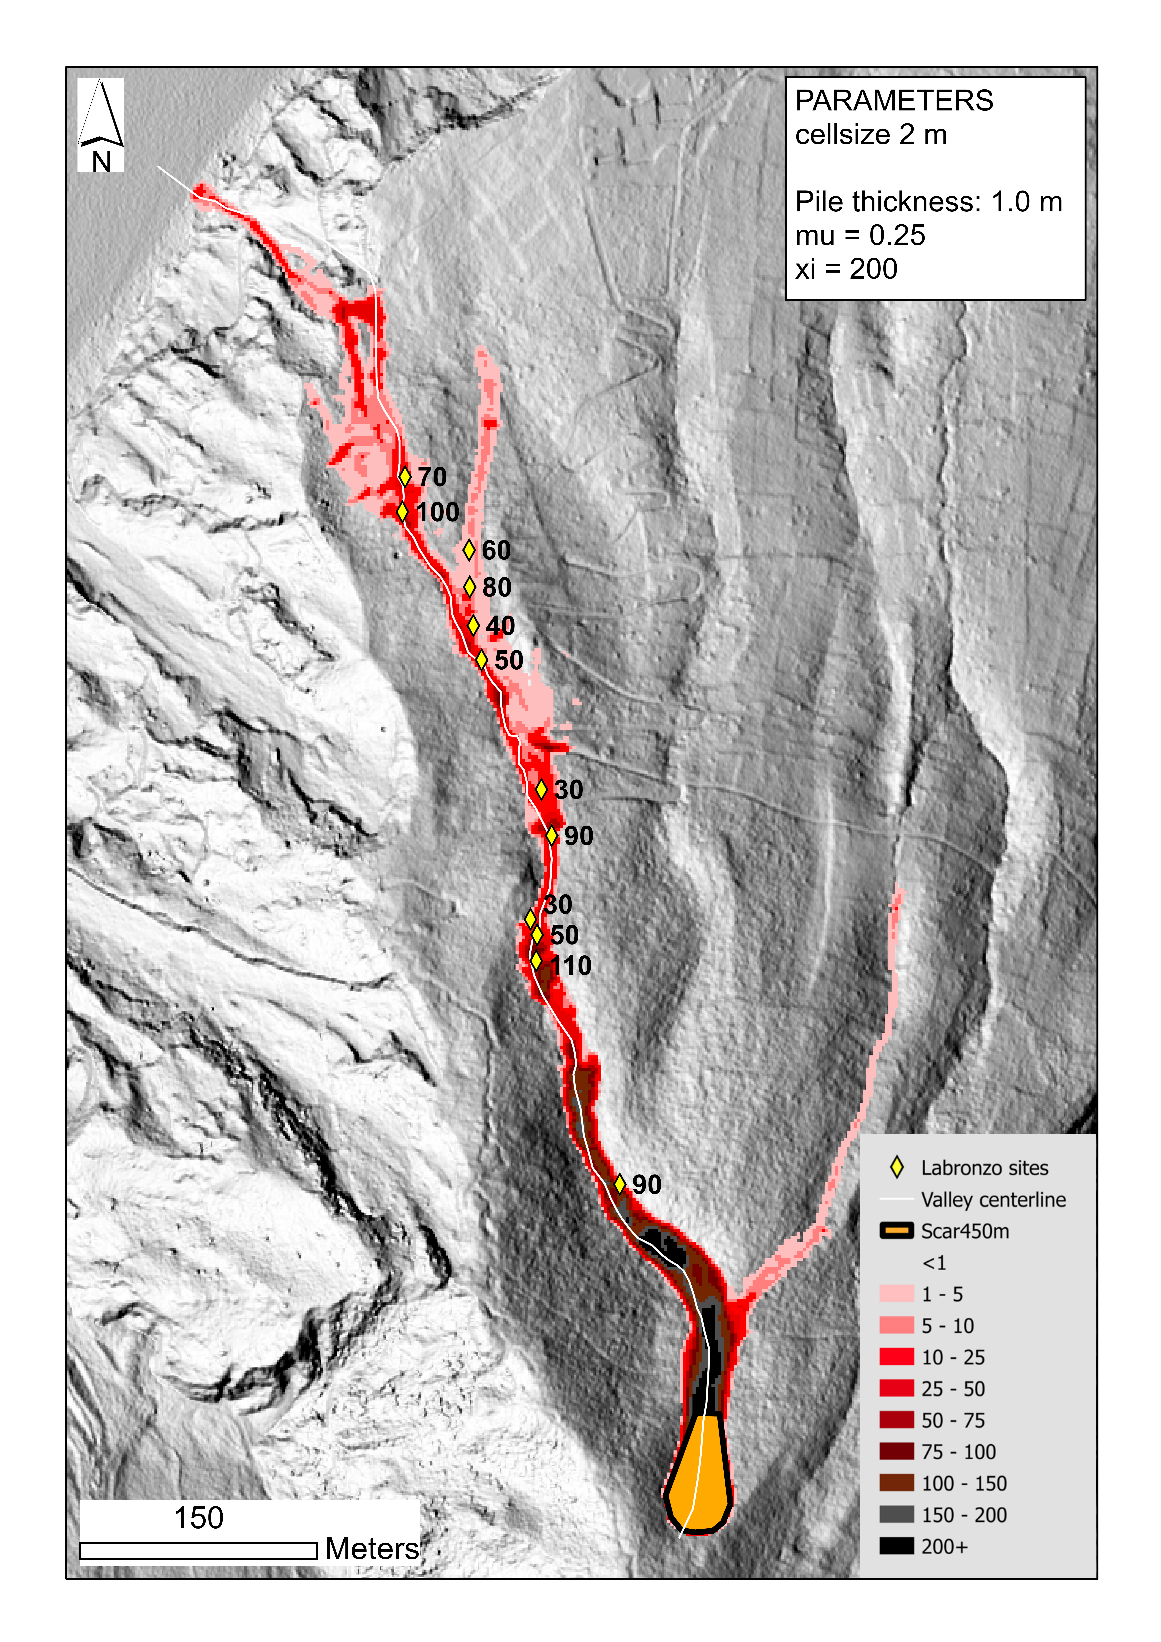 PARAMETERS
cellsize 2 m
Pile thickness: 1.0 m
mu = 0.25
xi = 200
N
70
100
60
80
40
50
30
90
30
50
110
90
Labronzo sites
Valley centerline
Scar450m
<1
1 - 5
5 - 10
10 - 25
25 - 50
50 - 75
75 - 100
100 - 150
150 - 200
200+
150
Meters